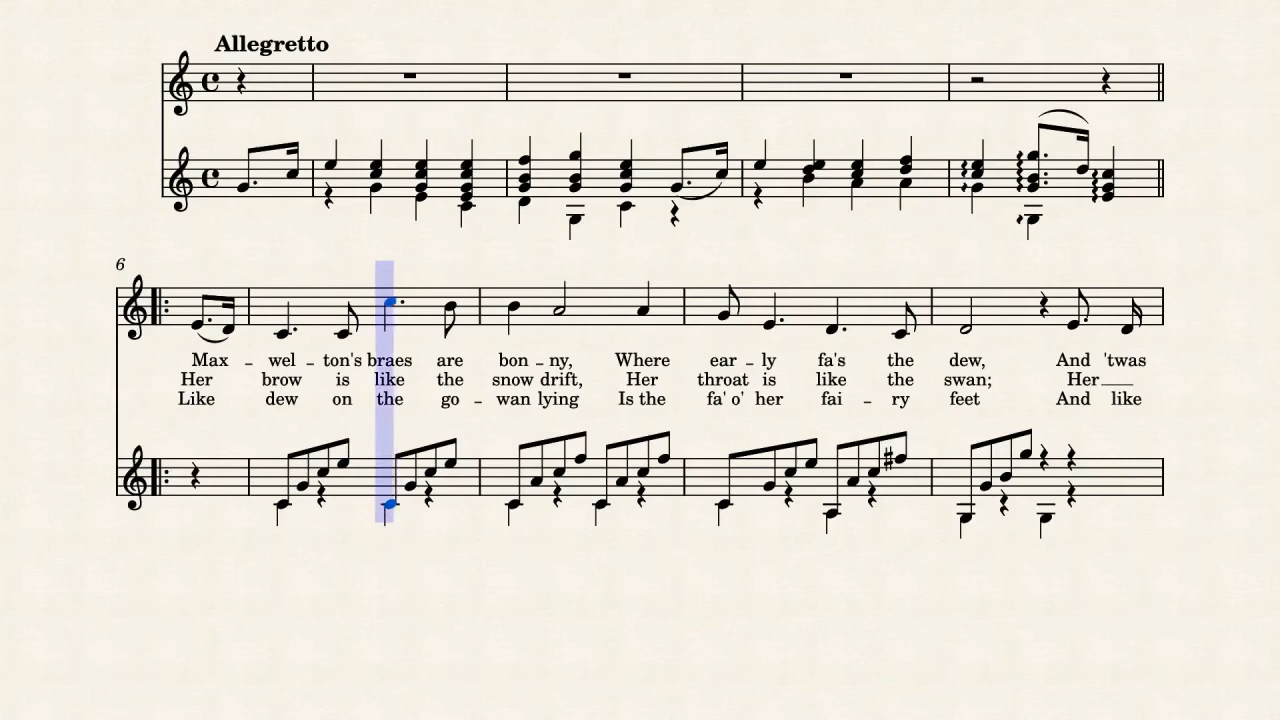 Allegretto
6
Max - wel - ton's braes are bon - ny, Where ear - ly fa's the dew, And 'twas
Her brow is like the snow drift, Her throat is like the swan; Her
Like dew on the go - wan lying Is the fa' o' her fai - ry feet And like